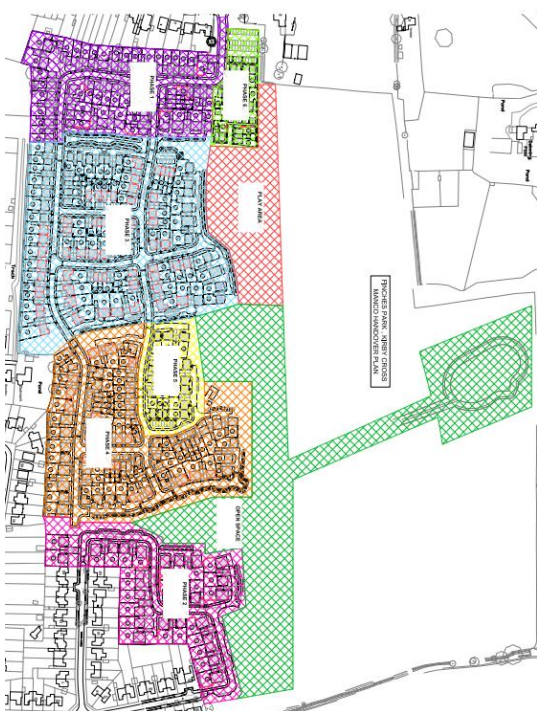 FINCHES PARK, KIRBY CROSS
MANCO HANDOVER PLAN
PHASE 1
PHASE 6
PLAY AREA
PHASE 3
PHASE 5
PHASE 4
OPEN SPACE
PHASE 2
Pond
Pond
Pond
Track
Pond